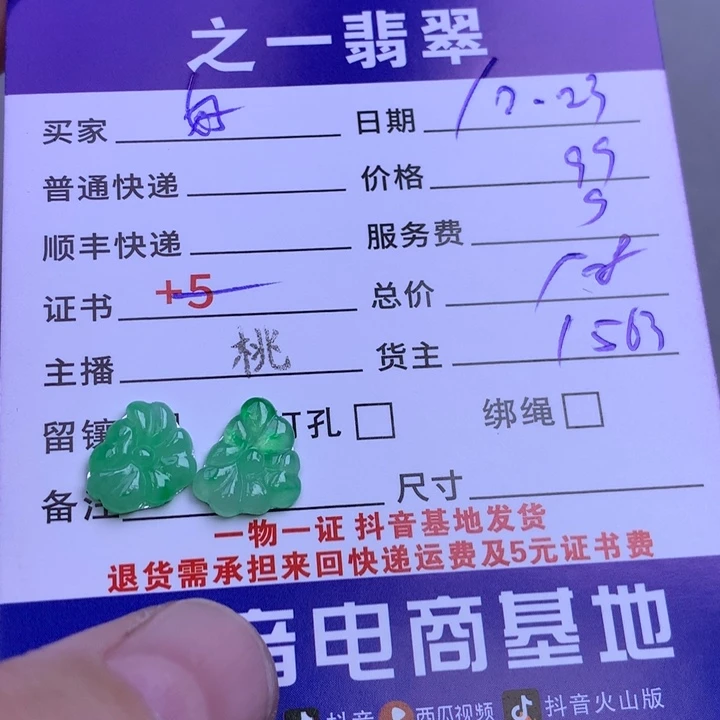 之一翡翠
买家 每 日期 12-23
普通快递 价格 99
顺丰快递 服务费 9
证书 +5 总价 108
主播 桃 货主 1563
留镶 打孔 绑绳
备注 尺寸
一物一证 抖音基地发货
退货需承担来回快递运费及5元证书费
音电商基地
抖音 西瓜视频 抖音火山版